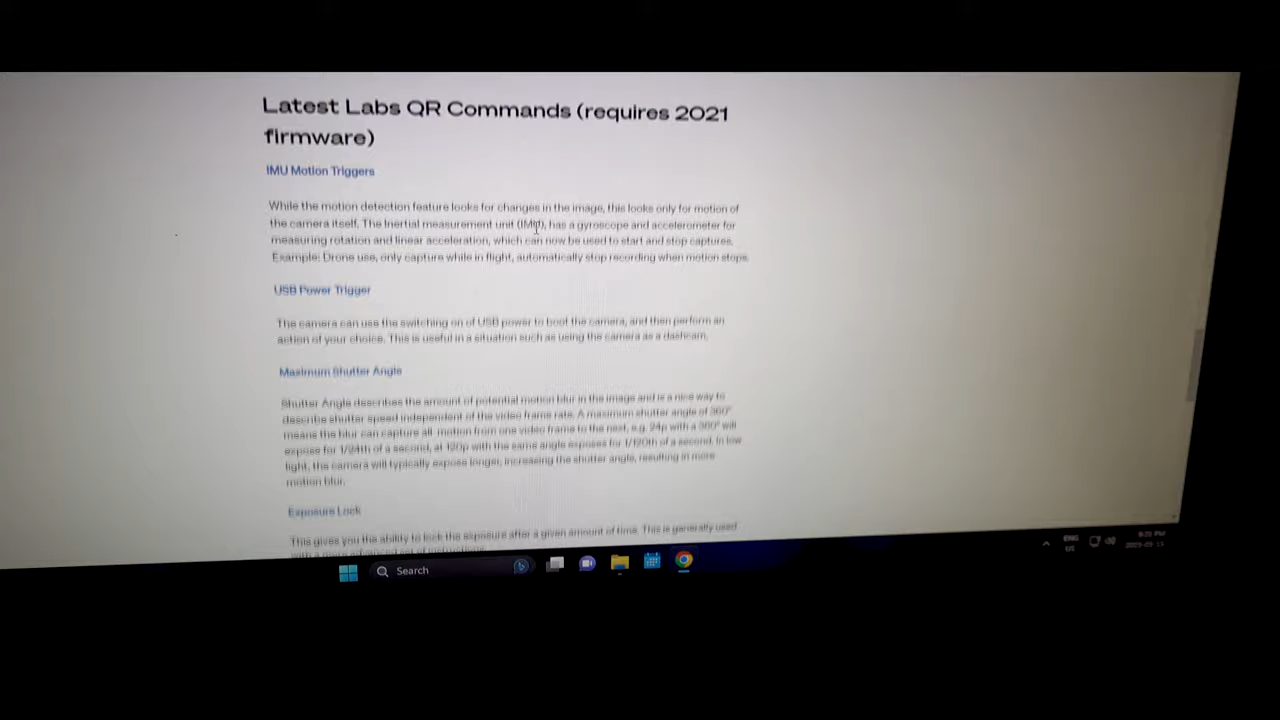 Latest Labs QR Commands (requires 2021
firmware)
IMU Motion Triggers
While the motion detection feature looks for changes in the image, this looks only for motion of
the camera itself. The Inertial measurement unit (IMU), has a gyroscope and accelerometer for
measuring rotation and linear acceleration, which can now be used to start and stop captures.
Example: Drone use, only capture while in flight, automatically stop recording when motion stops.
USB Power Trigger
The camera can use the switching on of USB power to boot the camera, and then perform an
action of your choice. This is useful in a situation such as using the camera as a dashcam.
Maximum Shutter Angle
Shutter Angle describes the amount of potential motion blur in the image and is a nice way to
describe shutter speed independent of the video frame rate. A maximum shutter angle of 360°
means the blur can capture all motion from one video frame to the next, e.g. 24p with a 360° will
expose for 1/24th of a second, at 120p with the same angle exposes for 1/120th of a second. In low
light, the camera will typically expose longer, increasing the shutter angle, resulting in more
motion blur.
Exposure Lock
This gives you the ability to lock the exposure after a given amount of time. This is generally used
with a more advanced set of instructions.
Search
ENG
US